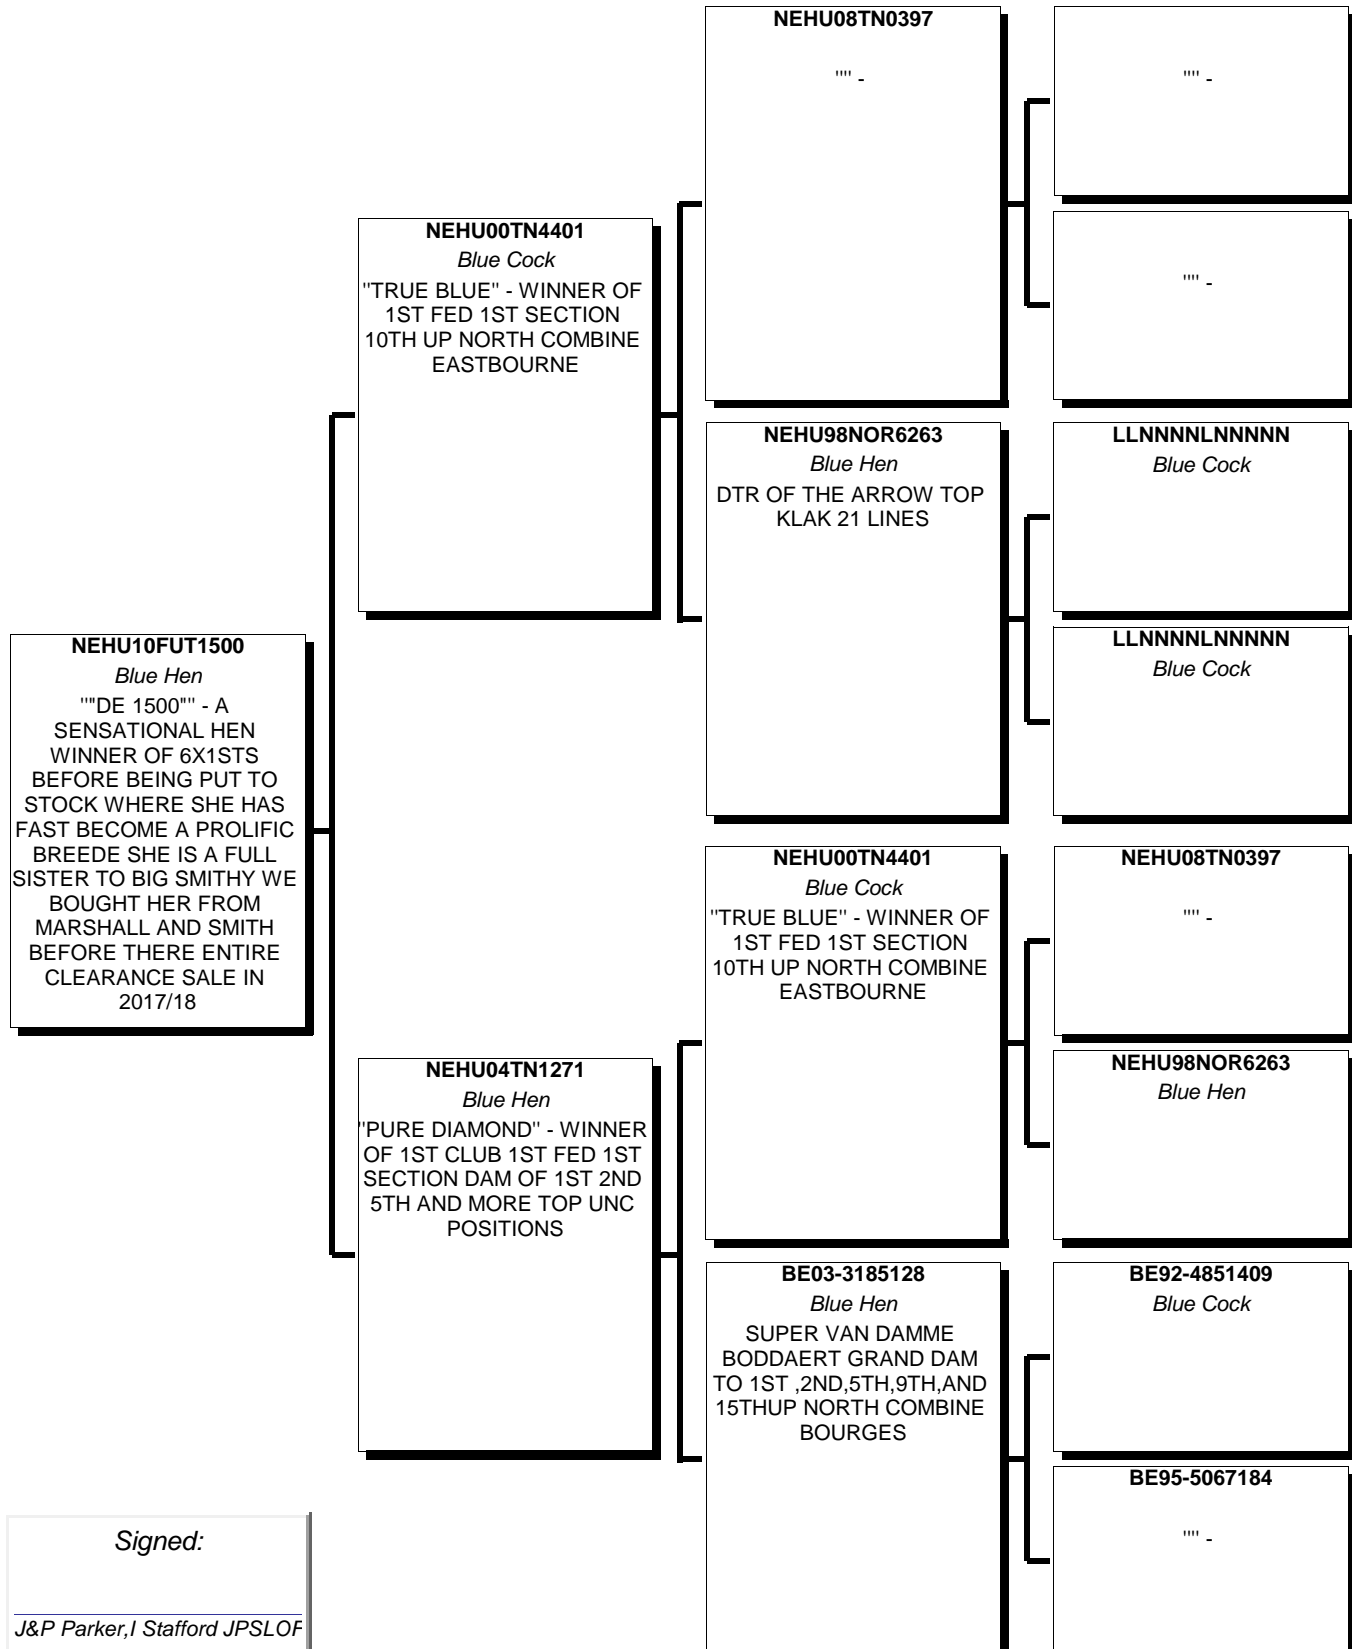 NEHU10FUT1500
Blue Hen
""DE 1500"" - A
SENSATIONAL HEN
WINNER OF 6X1STS
BEFORE BEING PUT TO
STOCK WHERE SHE HAS
FAST BECOME A PROLIFIC
BREEDE SHE IS A FULL
SISTER TO BIG SMITHY WE
BOUGHT HER FROM
MARSHALL AND SMITH
BEFORE THERE ENTIRE
CLEARANCE SALE IN
2017/18
NEHU00TN4401
Blue Cock
"TRUE BLUE" - WINNER OF
1ST FED 1ST SECTION
10TH UP NORTH COMBINE
EASTBOURNE
NEHU04TN1271
Blue Hen
"PURE DIAMOND" - WINNER
OF 1ST CLUB 1ST FED 1ST
SECTION DAM OF 1ST 2ND
5TH AND MORE TOP UNC
POSITIONS
NEHU08TN0397
"" -
NEHU98NOR6263
Blue Hen
DTR OF THE ARROW TOP
KLAK 21 LINES
NEHU00TN4401
Blue Cock
"TRUE BLUE" - WINNER OF
1ST FED 1ST SECTION
10TH UP NORTH COMBINE
EASTBOURNE
BE03-3185128
Blue Hen
SUPER VAN DAMME
BODDAERT GRAND DAM
TO 1ST ,2ND,5TH,9TH,AND
15THUP NORTH COMBINE
BOURGES
"" -
"" -
LLNNNNLNNNNN
Blue Cock
LLNNNNLNNNNN
Blue Cock
NEHU08TN0397
"" -
NEHU98NOR6263
Blue Hen
BE92-4851409
Blue Cock
BE95-5067184
"" -
Signed:
J&P Parker,I Stafford JPSLOF